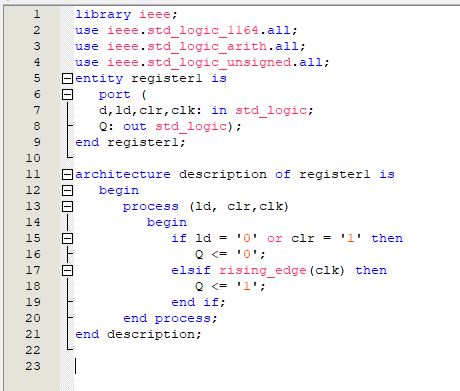 1 library ieee;
2 use ieee.std_logic_1164.all;
3 use ieee.std_logic_arith.all;
4 use ieee.std_logic_unsigned.all;
5 entity register1 is
6 port (
7 d,ld,clr,clk: in std_logic;
8 Q: out std_logic);
9 end register1;
10
11 architecture description of register1 is
12 begin
13 process (ld, clr,clk)
14 begin
15 if ld = '0' or clr = '1' then
16 Q <= '0';
17 elsif rising_edge(clk) then
18 Q <= '1';
19 end if;
20 end process;
21 end description;
22
23